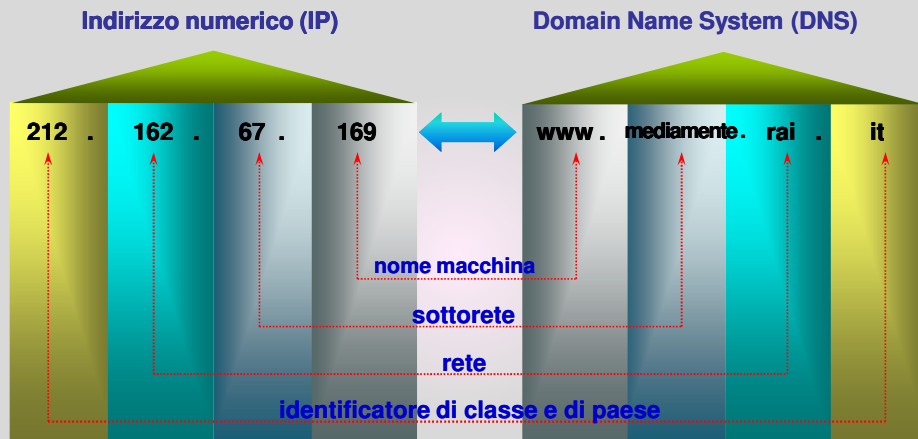 Indirizzo numerico (IP)
Domain Name System (DNS)
212 . 162 . 67 . 169
www . mediamente . rai . it
nome macchina
sottorete
rete
identificatore di classe e di paese